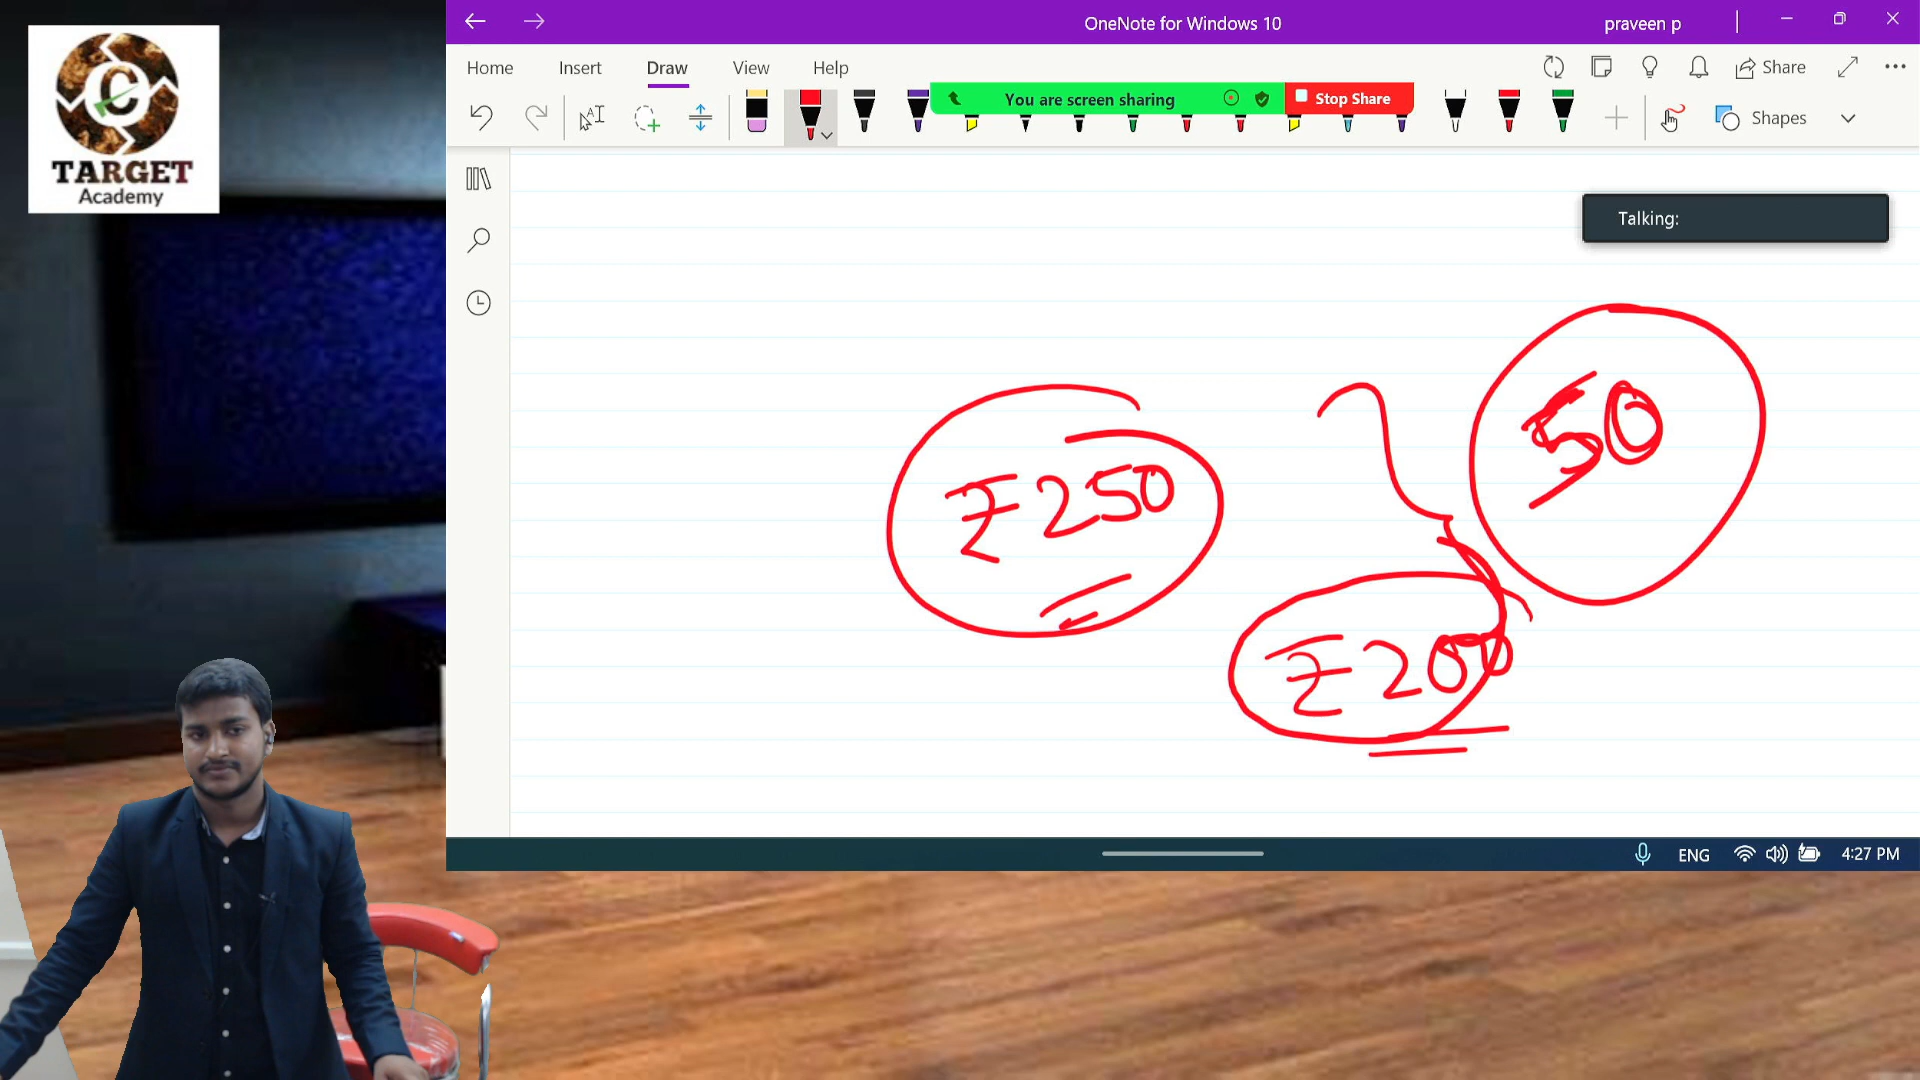 C
TARGET
Academy
OneNote for Windows 10
praveen p
Home Insert Draw View Help
Share
You are screen sharing
Stop Share
Shapes
Talking:
50
₹250
₹200
ENG
4:27 PM